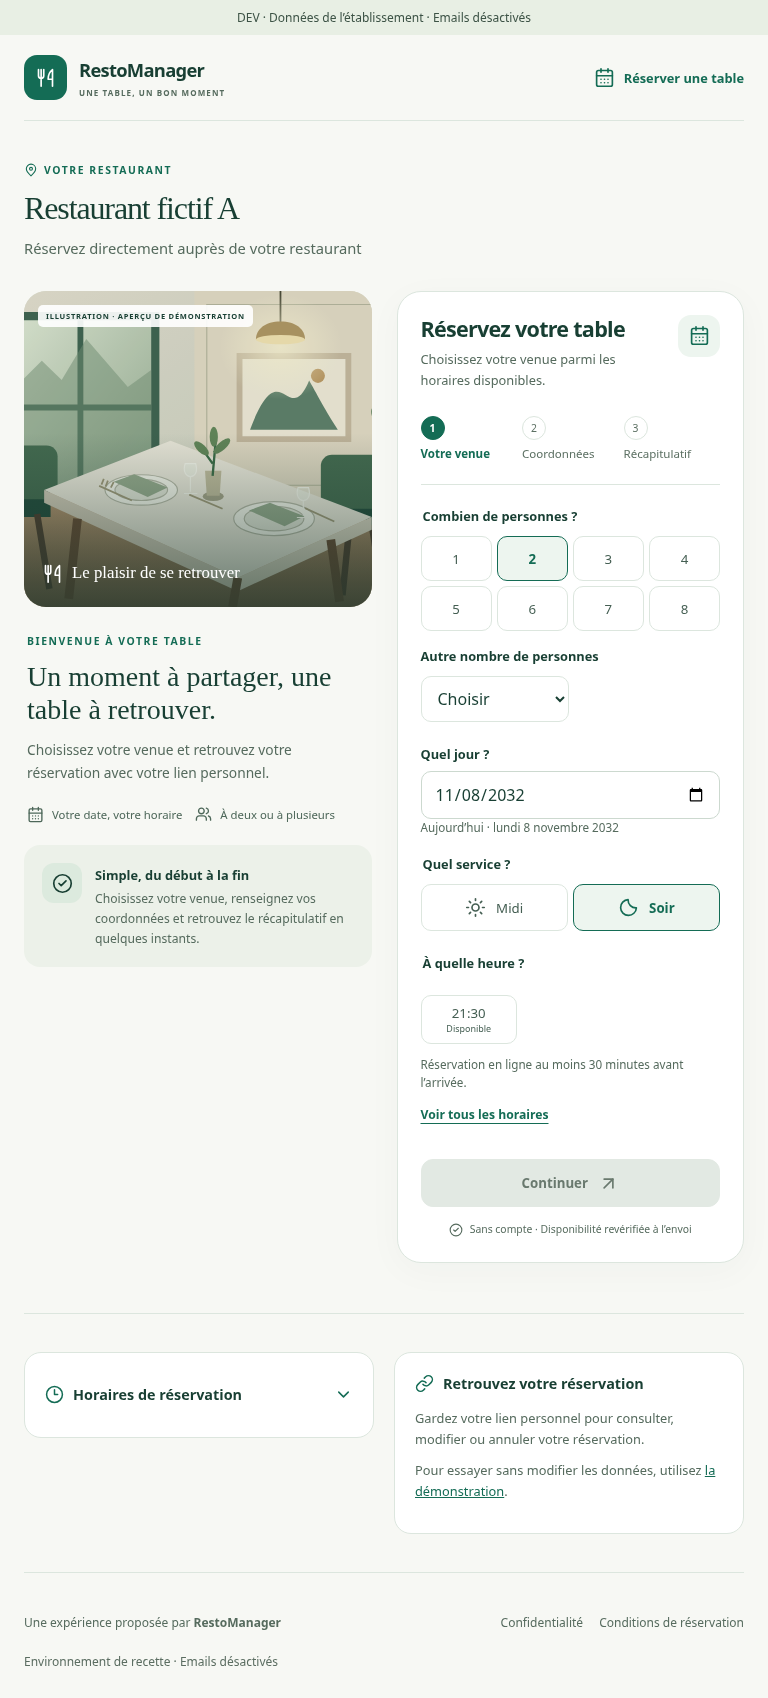 DEV · Données de l’établissement · Emails désactivés
RestoManager
UNE TABLE, UN BON MOMENT
Réserver une table
VOTRE RESTAURANT
Restaurant fictif A
Réservez directement auprès de votre restaurant
ILLUSTRATION · APERÇU DE DÉMONSTRATION
Le plaisir de se retrouver
BIENVENUE À VOTRE TABLE
Un moment à partager, une
table à retrouver.
Choisissez votre venue et retrouvez votre
réservation avec votre lien personnel.
Votre date, votre horaire
À deux ou à plusieurs
Simple, du début à la fin
Choisissez votre venue, renseignez vos
coordonnées et retrouvez le récapitulatif en
quelques instants.
Réservez votre table
Choisissez votre venue parmi les
horaires disponibles.
1
Votre venue
2
Coordonnées
3
Récapitulatif
Combien de personnes ?
1 2 3 4
5 6 7 8
Autre nombre de personnes
Choisir
Quel jour ?
11/08/2032
Aujourd’hui · lundi 8 novembre 2032
Quel service ?
Midi
Soir
À quelle heure ?
21:30
Disponible
Réservation en ligne au moins 30 minutes avant
l’arrivée.
Voir tous les horaires
Continuer
Sans compte · Disponibilité revérifiée à l’envoi
Horaires de réservation
Retrouvez votre réservation
Gardez votre lien personnel pour consulter,
modifier ou annuler votre réservation.
Pour essayer sans modifier les données, utilisez la
démonstration.
Une expérience proposée par RestoManager
Confidentialité
Conditions de réservation
Environnement de recette · Emails désactivés